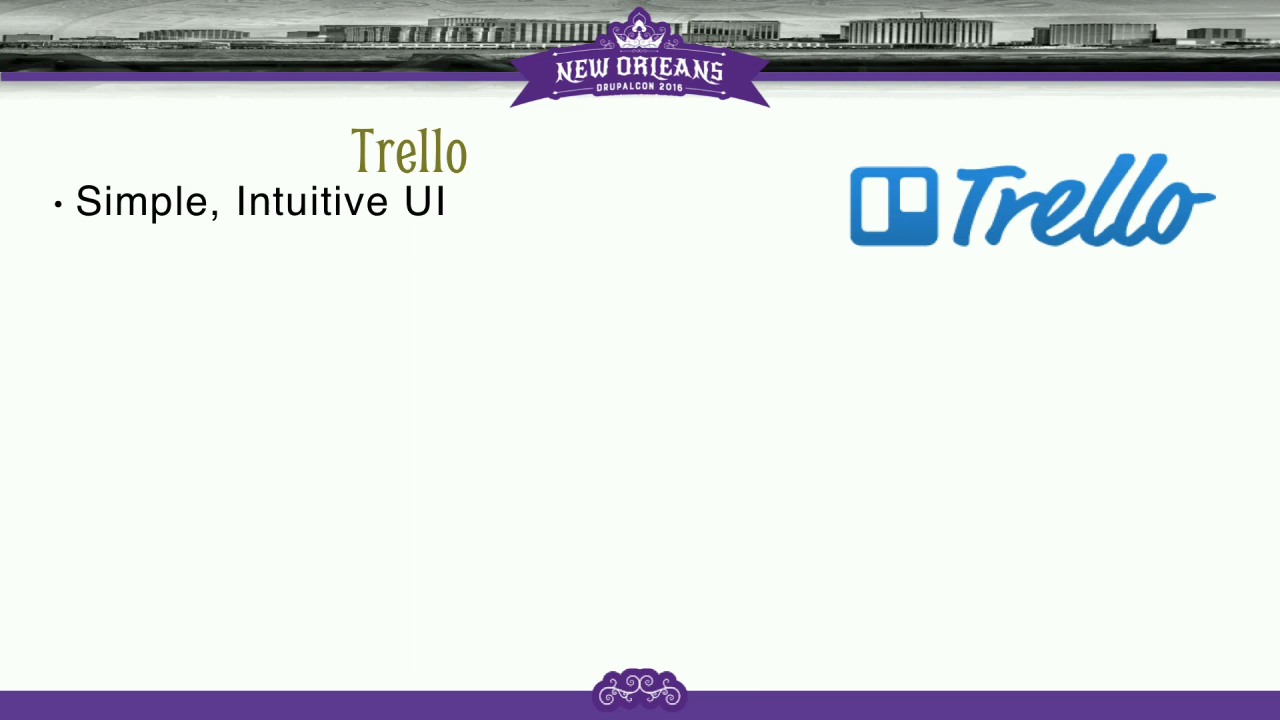 NEW ORLEANS
DRUPALCON 2016
Trello
• Simple, Intuitive UI
Trello